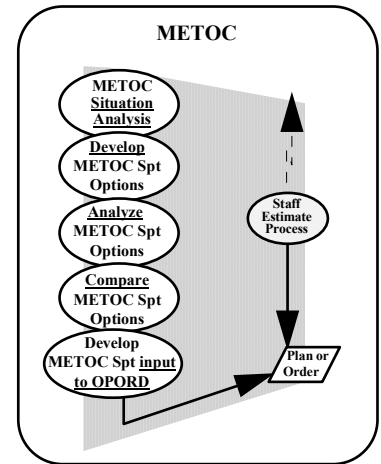 METOC
METOC
Situation
Analysis
Develop
METOC Spt
Options
Analyze
METOC Spt
Options
Compare
METOC Spt
Options
Develop
METOC Spt input
to OPORD
Staff
Estimate
Process
Plan or
Order